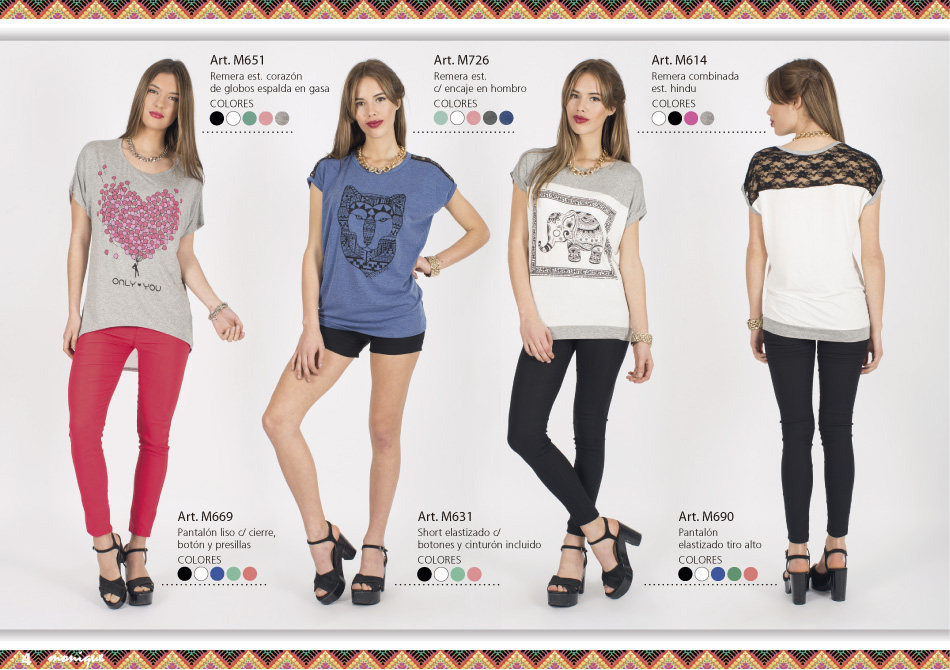 Art. M651
Remera est. corazón
de globos espalda en gasa
COLORES
Art. M726
Remera est.
c/ encaje en hombro
COLORES
Art. M614
Remera combinada
est. hindu
COLORES
ONLY ♥ YOU
Art. M669
Pantalón liso c/ cierre,
botón y presillas
COLORES
Art. M631
Short elastizado c/
botones y cinturón incluido
COLORES
Art. M690
Pantalón
elastizado tiro alto
COLORES
4 monique